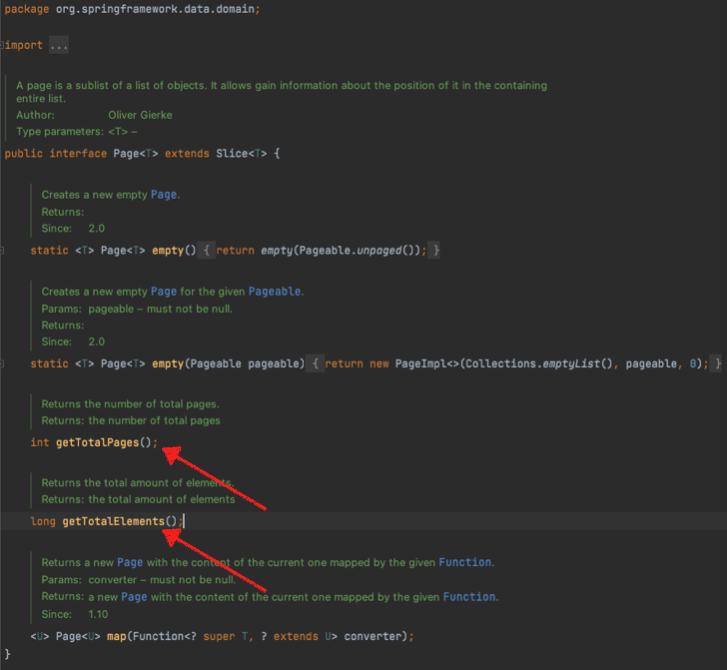 package org.springframework.data.domain;
import ...
A page is a sublist of a list of objects. It allows gain information about the position of it in the containing
entire list.
Author: Oliver Gierke
Type parameters: <T> –
public interface Page<T> extends Slice<T> {
Creates a new empty Page.
Returns:
Since: 2.0
static <T> Page<T> empty() { return empty(Pageable.unpaged()); }
Creates a new empty Page for the given Pageable.
Params: pageable – must not be null.
Returns:
Since: 2.0
static <T> Page<T> empty(Pageable pageable) { return new PageImpl<>(Collections.emptyList(), pageable, 0); }
Returns the number of total pages.
Returns: the number of total pages
int getTotalPages();
Returns the total amount of elements.
Returns: the total amount of elements
long getTotalElements();
Returns a new Page with the content of the current one mapped by the given Function.
Params: converter – must not be null.
Returns: a new Page with the content of the current one mapped by the given Function.
Since: 1.10
<U> Page<U> map(Function<? super T, ? extends U> converter);
}